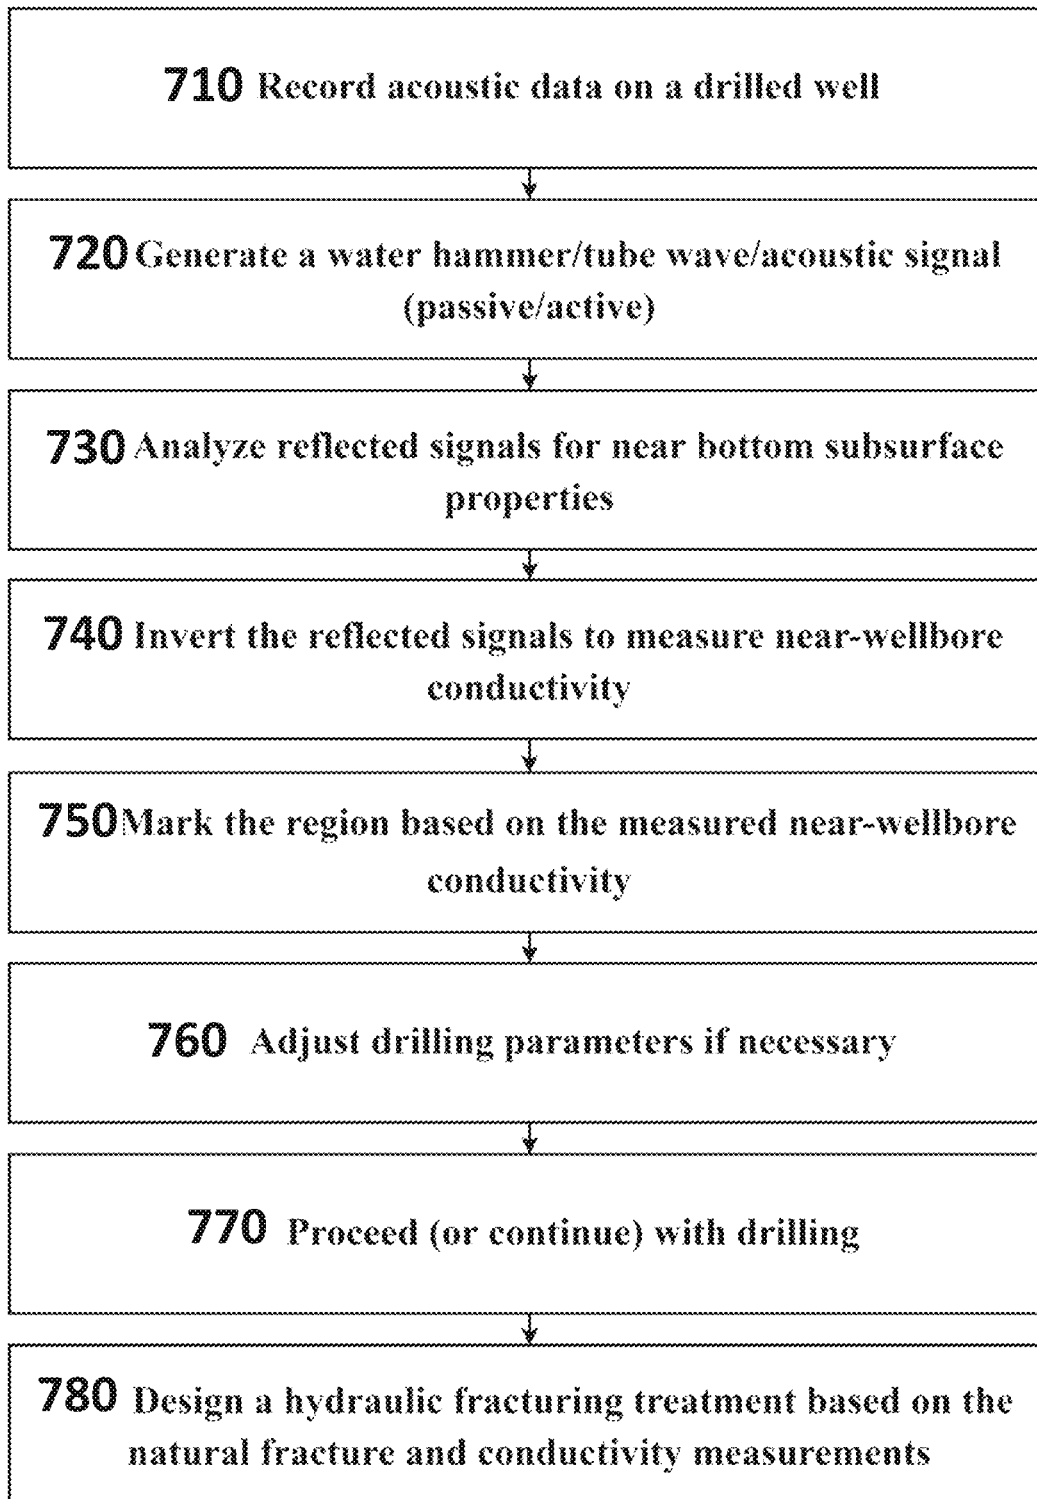 710 Record acoustic data on a drilled well
720 Generate a water hammer/tube wave/acoustic signal
(passive/active)
730 Analyze reflected signals for near bottom subsurface
properties
740 Invert the reflected signals to measure near-wellbore
conductivity
750 Mark the region based on the measured near-wellbore
conductivity
760 Adjust drilling parameters if necessary
770 Proceed (or continue) with drilling
780 Design a hydraulic fracturing treatment based on the
natural fracture and conductivity measurements